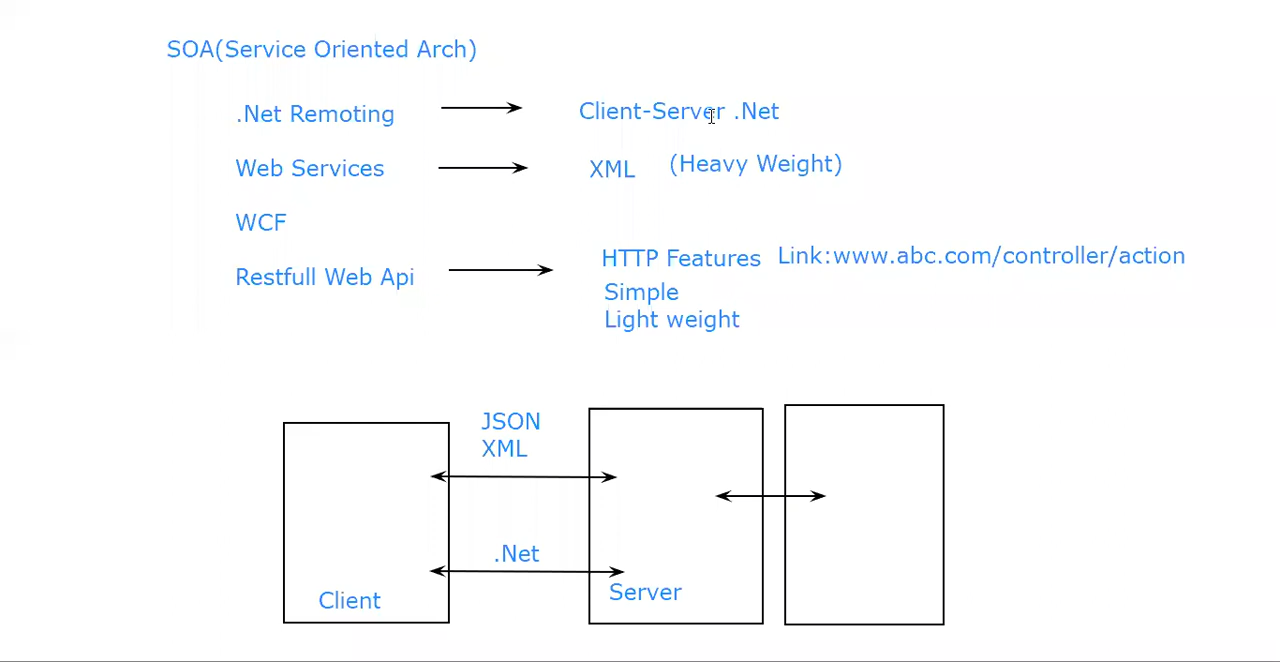 SOA(Service Oriented Arch)
.Net Remoting
Client-Server .Net
Web Services
XML
(Heavy Weight)
WCF
Restfull Web Api
HTTP Features
Link:www.abc.com/controller/action
Simple
Light weight
JSON
XML
.Net
Client
Server